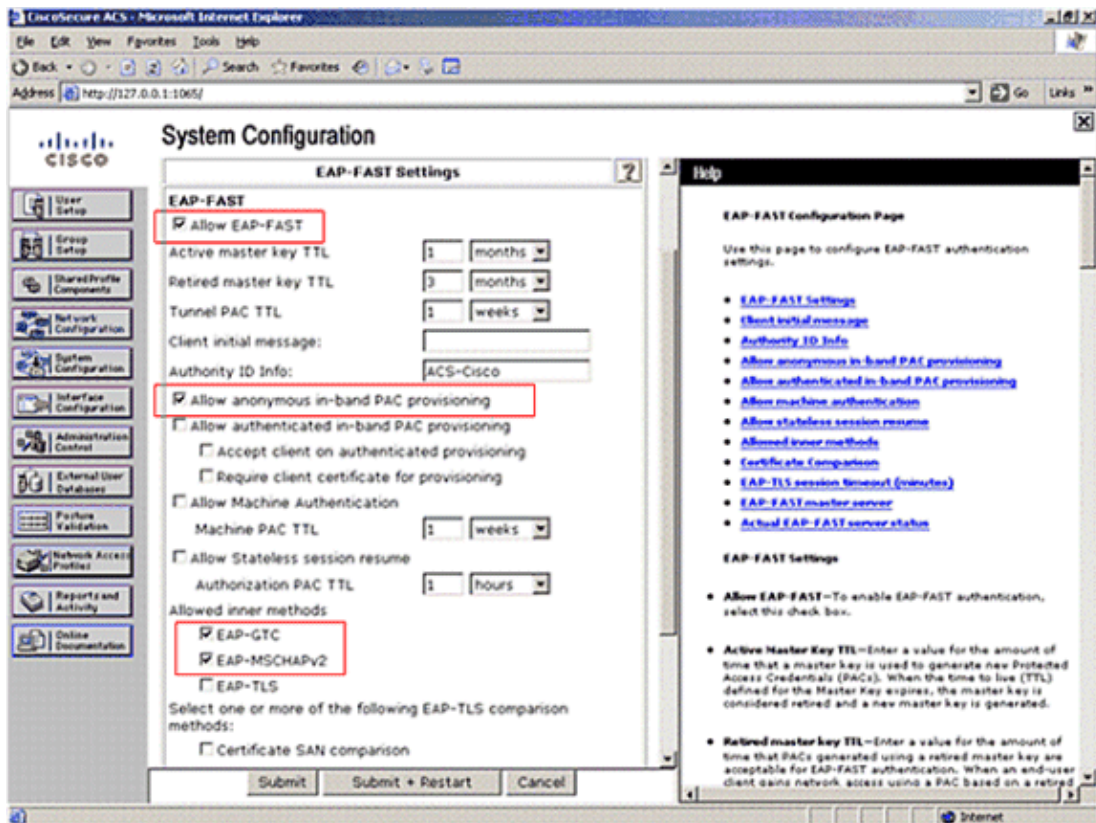 CiscoSecure ACS - Microsoft Internet Explorer
File Edit View Favorites Tools Help
Back Search Favorites
Address http://127.0.0.1:1065/ Go Links »
CISCO
System Configuration
User Setup
Group Setup
Shared Profile Components
Network Configuration
System Configuration
Interface Configuration
Administration Control
External User Databases
Posture Validation
Network Access Profiles
Reports and Activity
Online Documentation
EAP-FAST Settings ?
EAP-FAST
Allow EAP-FAST
Active master key TTL 1 months
Retired master key TTL 3 months
Tunnel PAC TTL 1 weeks
Client initial message:
Authority ID Info: ACS-Cisco
Allow anonymous in-band PAC provisioning
Allow authenticated in-band PAC provisioning
Accept client on authenticated provisioning
Require client certificate for provisioning
Allow Machine Authentication
Machine PAC TTL 1 weeks
Allow Stateless session resume
Authorization PAC TTL 1 hours
Allowed inner methods
EAP-GTC
EAP-MSCHAPv2
EAP-TLS
Select one or more of the following EAP-TLS comparison
methods:
Certificate SAN comparison
Submit Submit + Restart Cancel
Help
EAP-FAST Configuration Page
Use this page to configure EAP-FAST authentication
settings.
EAP-FAST Settings
Client initial message
Authority ID Info
Allow anonymous in-band PAC provisioning
Allow authenticated in-band PAC provisioning
Allow machine authentication
Allow stateless session resume
Allowed inner methods
Certificate Comparison
EAP-TLS session timeout (minutes)
EAP-FAST master server
Actual EAP-FAST server status
EAP-FAST Settings
Allow EAP-FAST—To enable EAP-FAST authentication,
select this check box.
Active Master Key TTL—Enter a value for the amount of
time that a master key is used to generate new Protected
Access Credentials (PACs). When the time to live (TTL)
defined for the Master Key expires, the master key is
considered retired and a new master key is generated.
Retired master key TTL—Enter a value for the amount of
time that PACs generated using a retired master key are
acceptable for EAP-FAST authentication. When an end-user
client gains network access using a PAC based on a retired
Internet